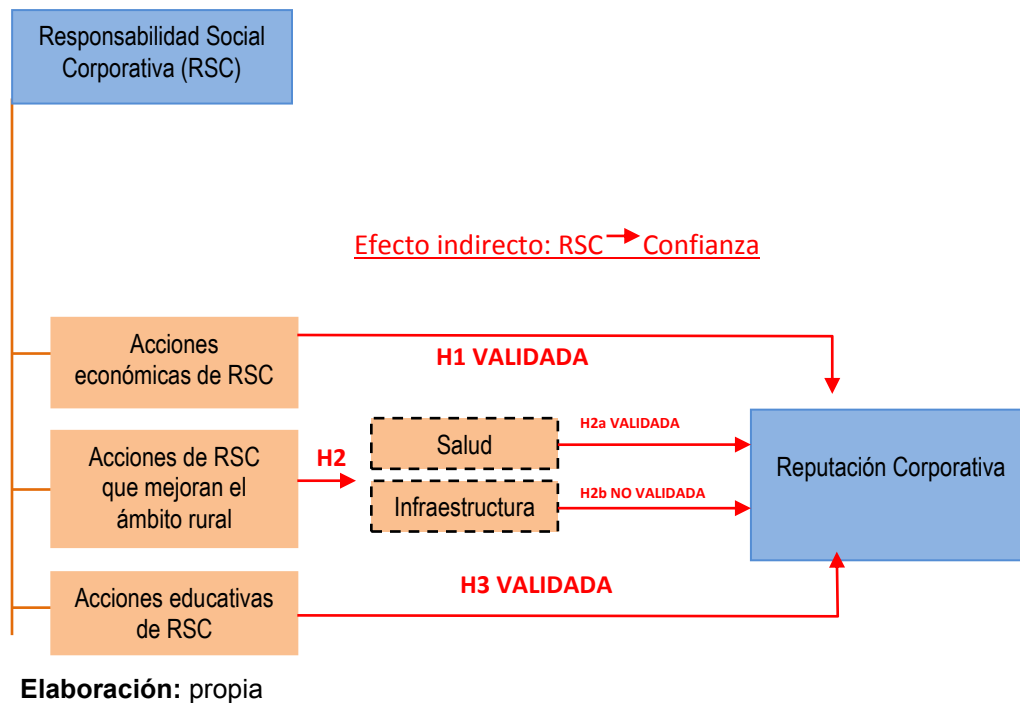 Responsabilidad Social
Corporativa (RSC)
Efecto indirecto: RSC Confianza
Acciones
económicas de RSC
H1 VALIDADA
Acciones de RSC
que mejoran el
ámbito rural
H2
Salud
H2a VALIDADA
Infraestructura
H2b NO VALIDADA
Reputación Corporativa
Acciones educativas
de RSC
H3 VALIDADA
Elaboración: propia